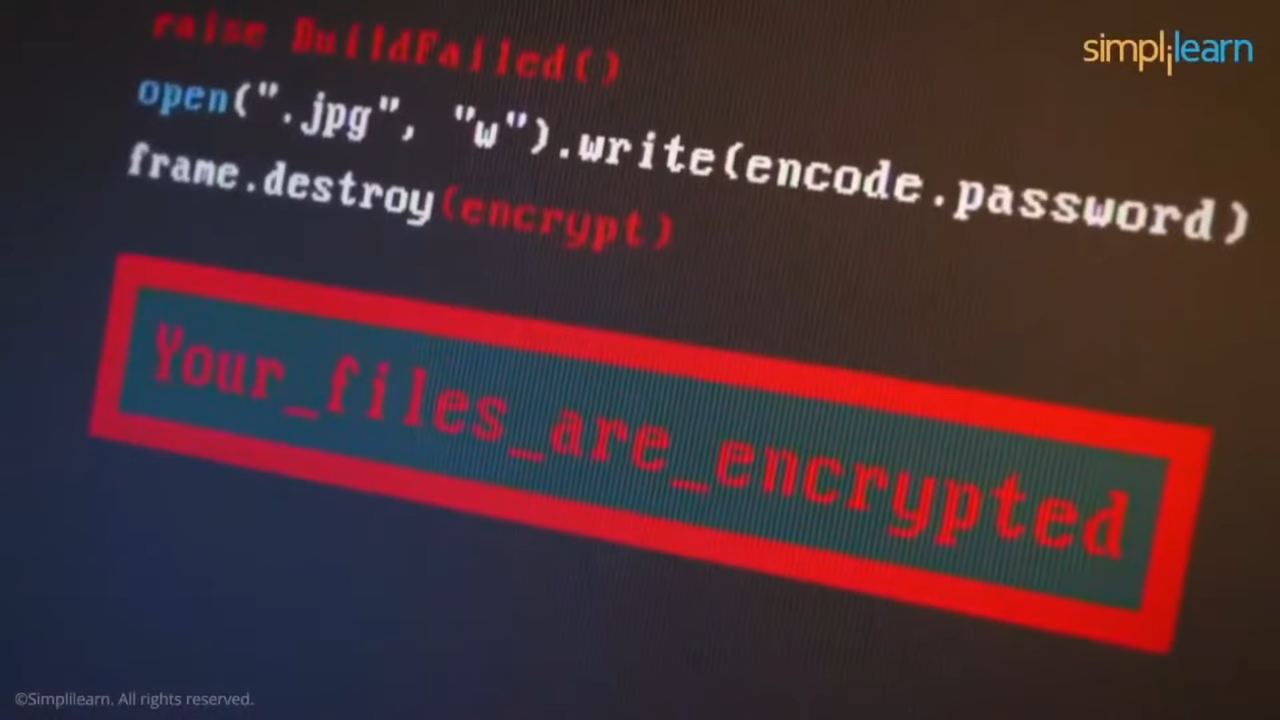 simplilearn
raise BuildFailed()
open(".jpg", "w").write(encode.password)
frame.destroy(encrypt)
Your_files_are_encrypted
©Simplilearn. All rights reserved.